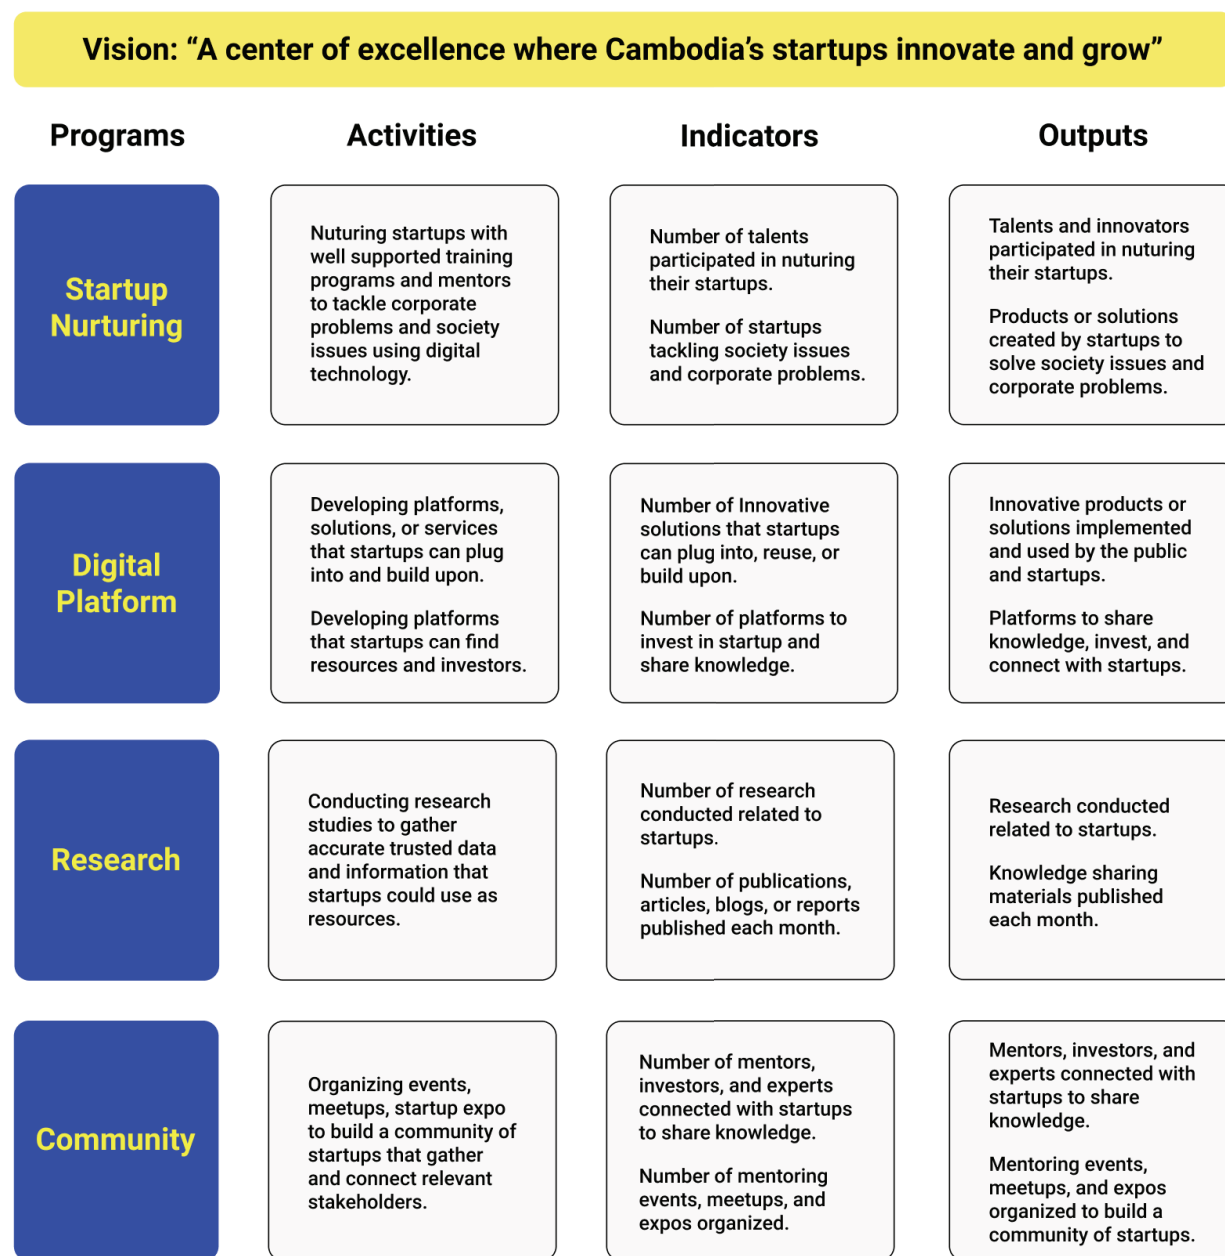 Vision: “A center of excellence where Cambodia’s startups innovate and grow”
Programs
Activities
Indicators
Outputs
Startup
Nurturing
Nuturing startups with
well supported training
programs and mentors
to tackle corporate
problems and society
issues using digital
technology.
Number of talents
participated in nuturing
their startups.
Number of startups
tackling society issues
and corporate problems.
Talents and innovators
participated in nuturing
their startups.
Products or solutions
created by startups to
solve society issues and
corporate problems.
Digital
Platform
Developing platforms,
solutions, or services
that startups can plug
into and build upon.
Developing platforms
that startups can find
resources and investors.
Number of Innovative
solutions that startups
can plug into, reuse, or
build upon.
Number of platforms to
invest in startup and
share knowledge.
Innovative products or
solutions implemented
and used by the public
and startups.
Platforms to share
knowledge, invest, and
connect with startups.
Research
Conducting research
studies to gather
accurate trusted data
and information that
startups could use as
resources.
Number of research
conducted related to
startups.
Number of publications,
articles, blogs, or reports
published each month.
Research conducted
related to startups.
Knowledge sharing
materials published
each month.
Community
Organizing events,
meetups, startup expo
to build a community of
startups that gather
and connect relevant
stakeholders.
Number of mentors,
investors, and experts
connected with startups
to share knowledge.
Number of mentoring
events, meetups, and
expos organized.
Mentors, investors, and
experts connected with
startups to share
knowledge.
Mentoring events,
meetups, and expos
organized to build a
community of startups.